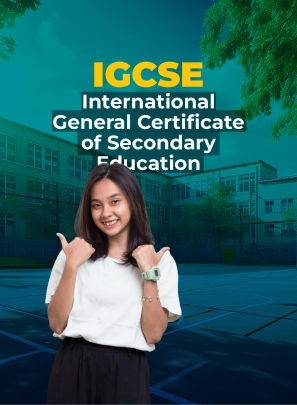 IGCSE
International
General Certificate
of Secondary
Education